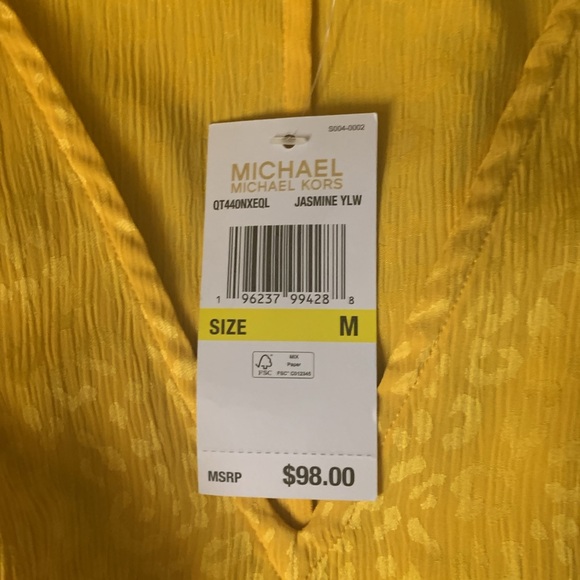 S004-0002
MICHAEL
MICHAEL KORS
QT440NXEQL JASMINE YLW
1 96237 99428 8
SIZE M
FSC
MIX
Paper
MSRP $98.00